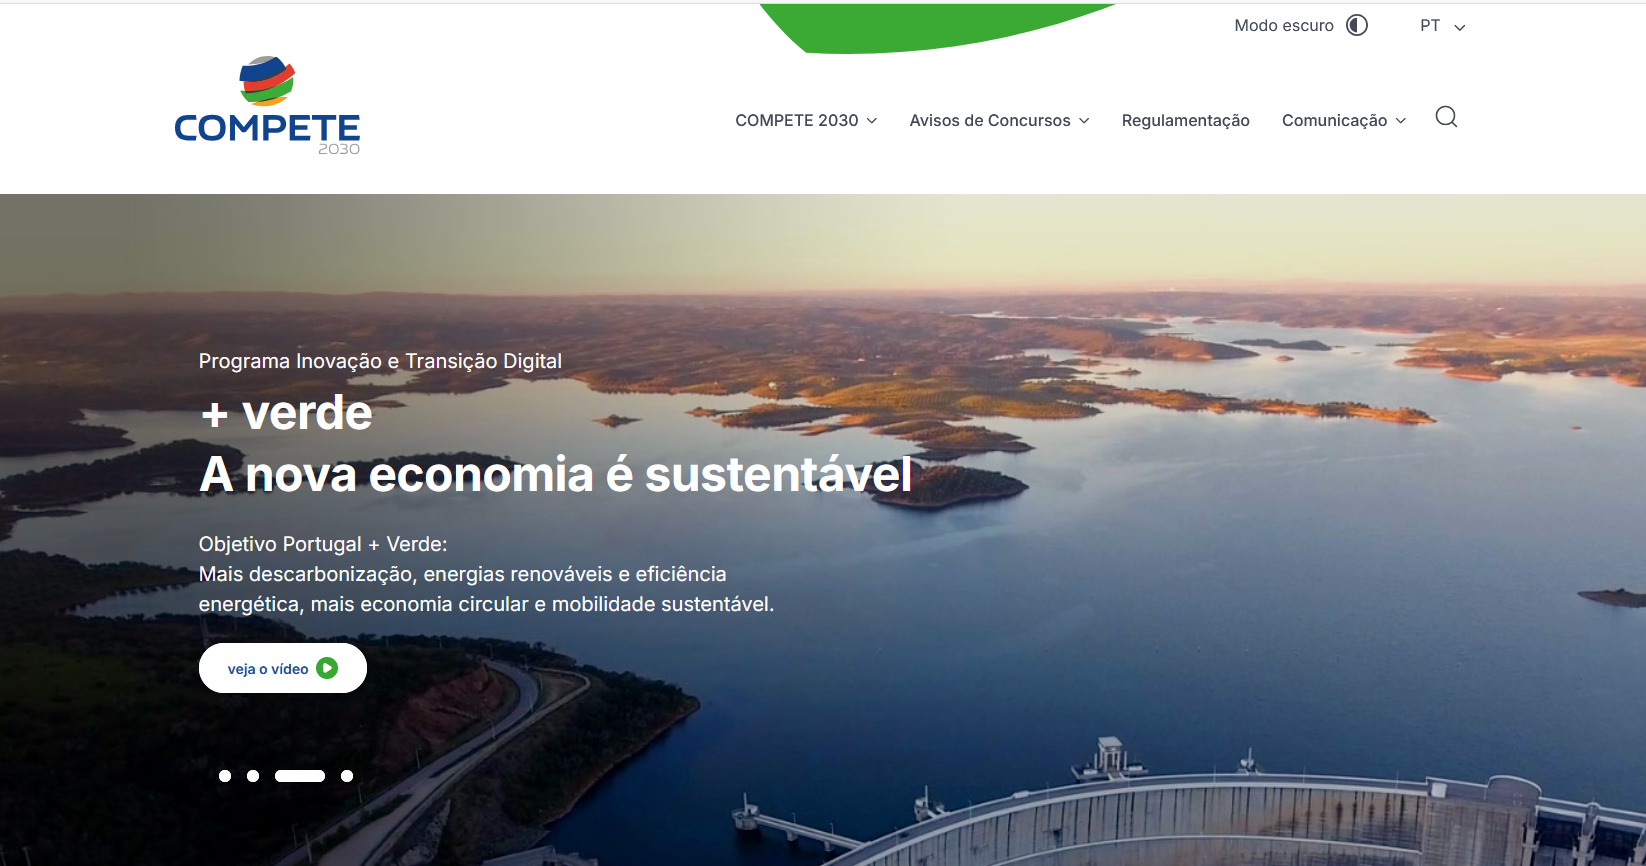 Modo escuro
PT
COMPETE
2030
COMPETE 2030
Avisos de Concursos
Regulamentação
Comunicação
Programa Inovação e Transição Digital
+ verde
A nova economia é sustentável
Objetivo Portugal + Verde:
Mais descarbonização, energias renováveis e eficiência
energética, mais economia circular e mobilidade sustentável.
veja o vídeo